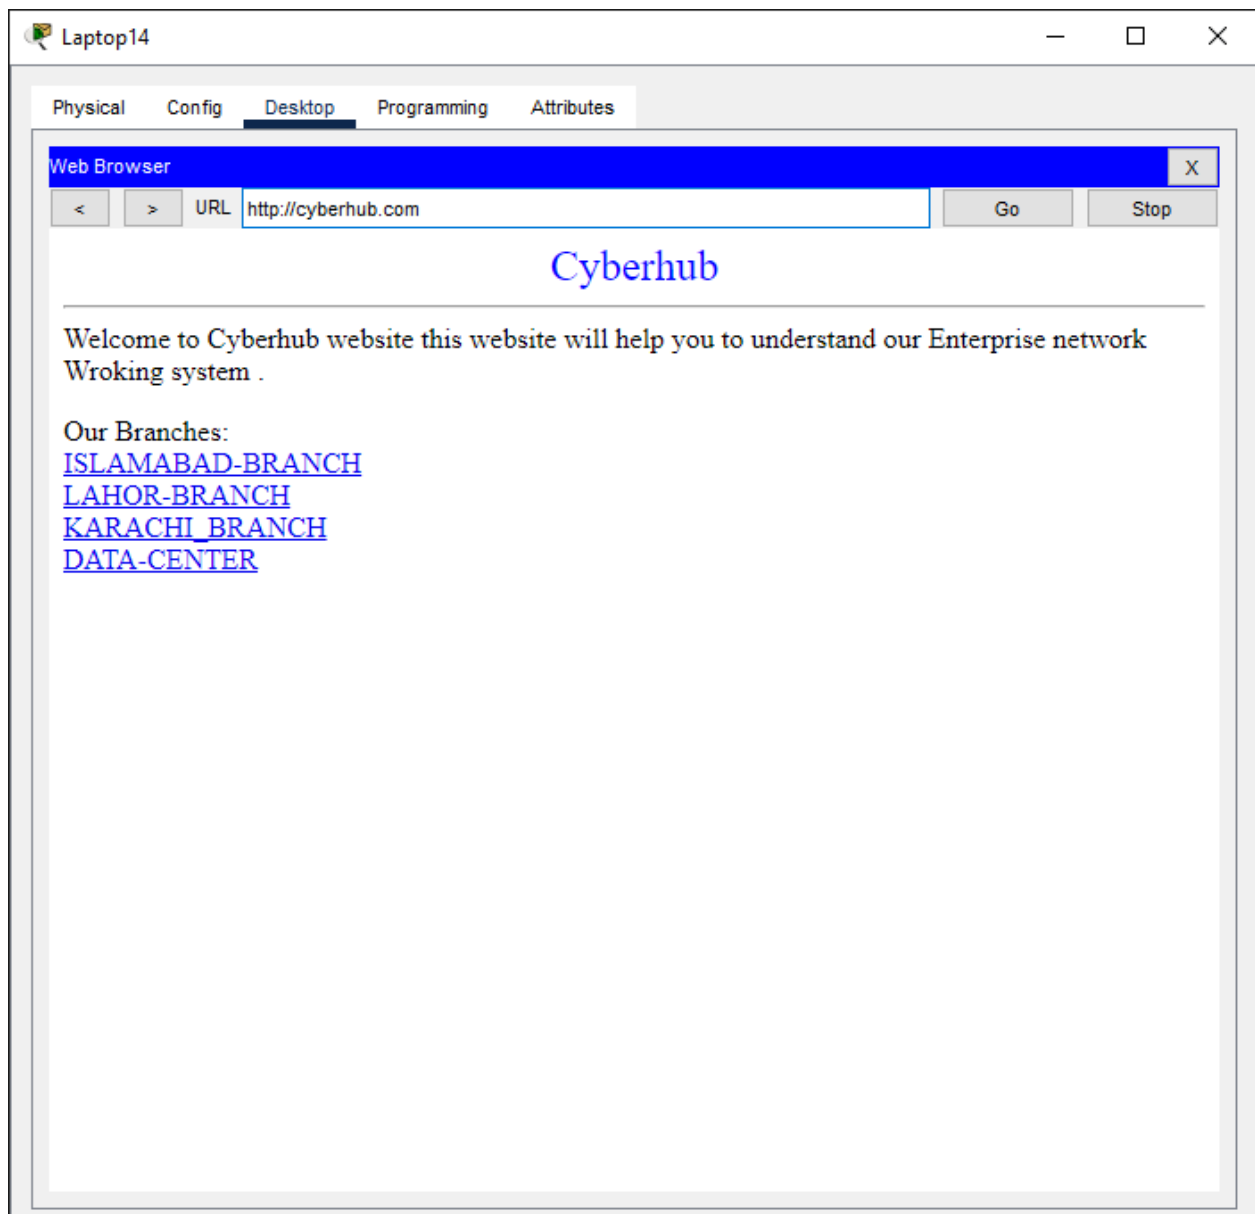 Laptop14
Physical Config Desktop Programming Attributes
Web Browser X
< > URL http://cyberhub.com Go Stop
Cyberhub
Welcome to Cyberhub website this website will help you to understand our Enterprise network
Wroking system .
Our Branches:
ISLAMABAD-BRANCH
LAHOR-BRANCH
KARACHI_BRANCH
DATA-CENTER